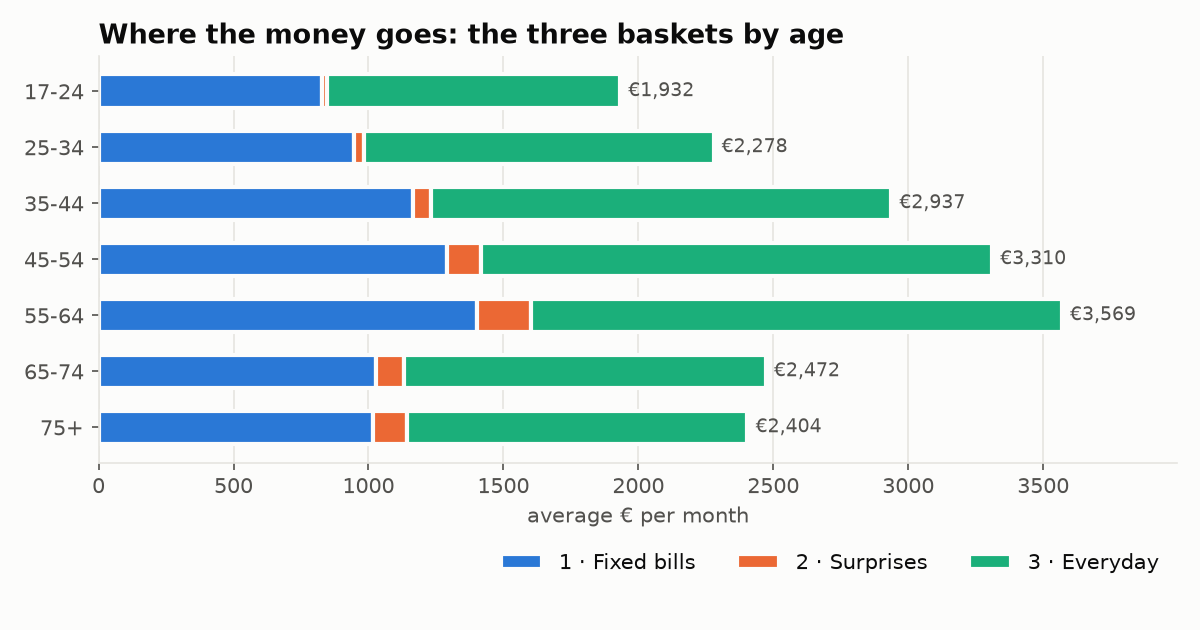 Where the money goes: the three baskets by age
17-24 €1,932
25-34 €2,278
35-44 €2,937
45-54 €3,310
55-64 €3,569
65-74 €2,472
75+ €2,404
0 500 1000 1500 2000 2500 3000 3500
average € per month
1 · Fixed bills 2 · Surprises 3 · Everyday